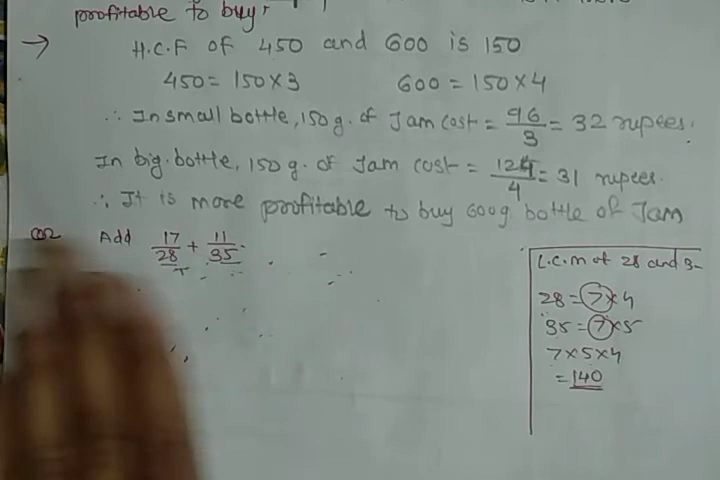 profitable to buy.
→ H.C.F of 450 and 600 is 150
450 = 150×3 600 = 150×4
∴ In small bottle, 150g. of Jam cost = 96/3 = 32 rupees.
In big bottle, 150 g. of Jam cost = 124/4 = 31 rupees.
∴ It is more profitable to buy 600g bottle of Jam
Q2 Add 17/28 + 11/35
L.C.M of 28 and 3
28 = 7×4
35 = 7×5
7×5×4
= 140